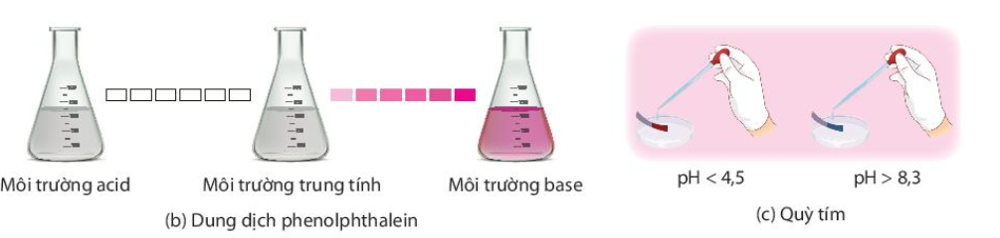 Môi trường acid
Môi trường trung tính
Môi trường base
(b) Dung dịch phenolphthalein
pH < 4,5
pH > 8,3
(c) Quỳ tím